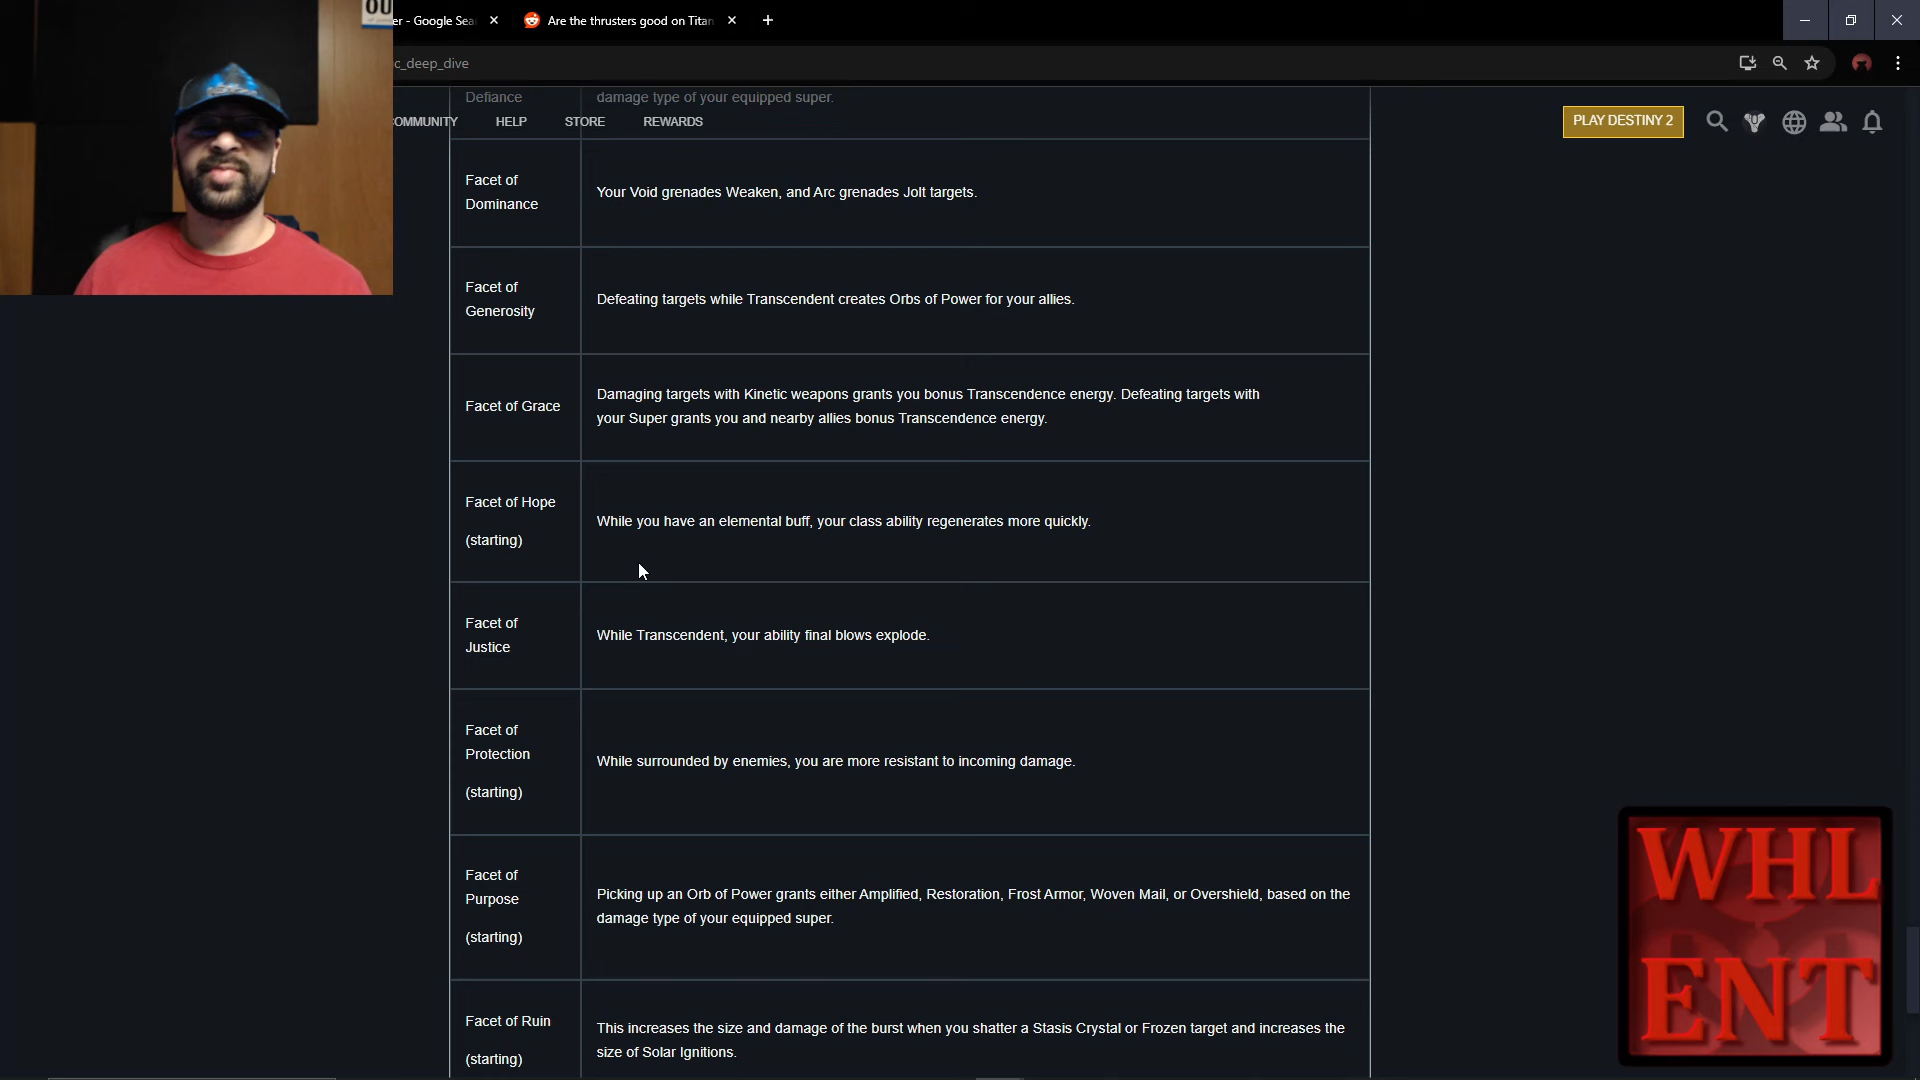 OU
er - Google Sea
Are the thrusters good on Titan
c_deep_dive
Defiance
damage type of your equipped super.
OMMUNITY
HELP
STORE
REWARDS
PLAY DESTINY 2
Facet of
Dominance
Your Void grenades Weaken, and Arc grenades Jolt targets.
Facet of
Generosity
Defeating targets while Transcendent creates Orbs of Power for your allies.
Facet of Grace
Damaging targets with Kinetic weapons grants you bonus Transcendence energy. Defeating targets with
your Super grants you and nearby allies bonus Transcendence energy.
Facet of Hope
(starting)
While you have an elemental buff, your class ability regenerates more quickly.
Facet of
Justice
While Transcendent, your ability final blows explode.
Facet of
Protection
(starting)
While surrounded by enemies, you are more resistant to incoming damage.
Facet of
Purpose
(starting)
Picking up an Orb of Power grants either Amplified, Restoration, Frost Armor, Woven Mail, or Overshield, based on the
damage type of your equipped super.
Facet of Ruin
(starting)
This increases the size and damage of the burst when you shatter a Stasis Crystal or Frozen target and increases the
size of Solar Ignitions.
WHL
ENT